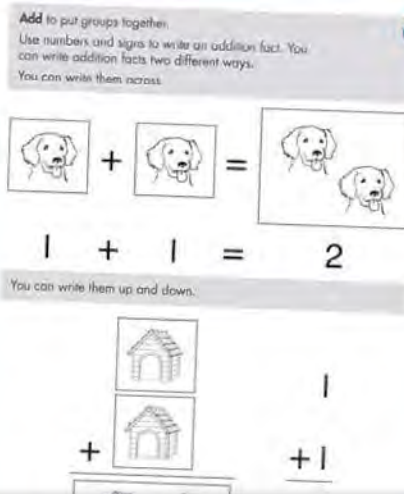 Add to put groups together.
Use numbers and signs to write an addition fact. You
can write addition facts two different ways.
You can write them across.
+ =
1 + 1 = 2
You can write them up and down.
1
+ +1